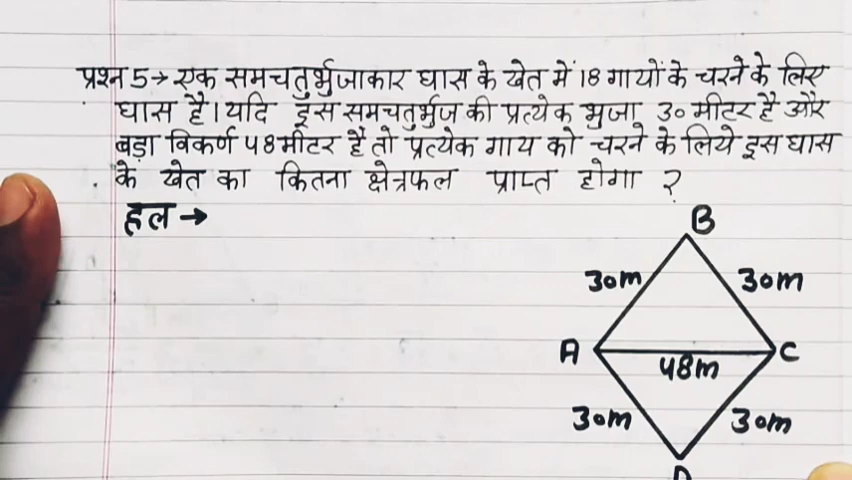 प्रश्न 5→ एक समचतुर्भुजाकार घास के खेत में 18 गायों के चरने के लिए
घास है। यदि इस समचतुर्भुज की प्रत्येक भुजा 30 मीटर है और
बड़ा विकर्ण 48 मीटर है तो प्रत्येक गाय को चरने के लिये इस घास
के खेत का कितना क्षेत्रफल प्राप्त होगा ?
हल →
B
30m 30m
A C
48m
30m 30m
D